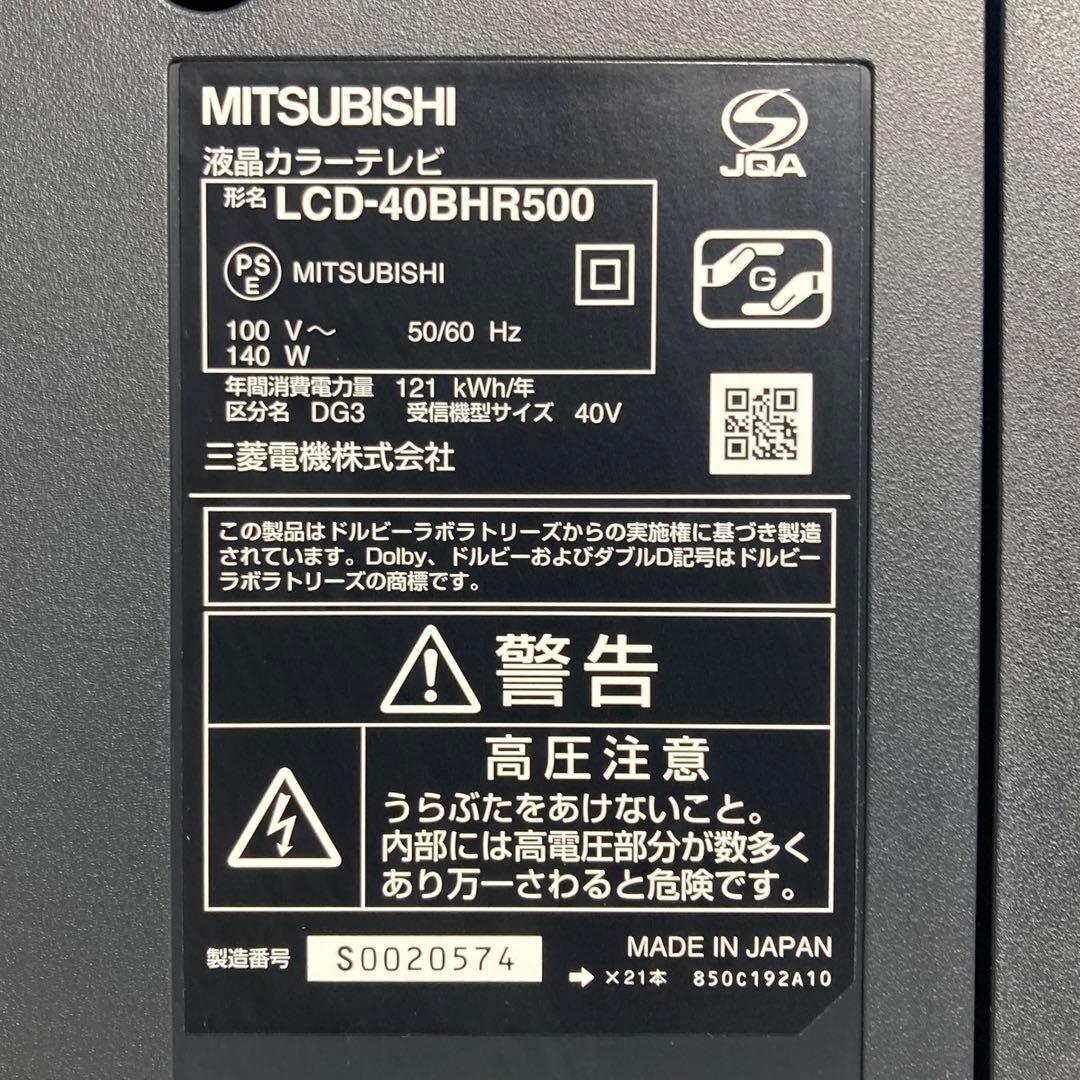 MITSUBISHI
JQA
液晶カラーテレビ
形名 LCD-40BHR500
PS
E
MITSUBISHI
G
100 V～ 50/60 Hz
140 W
年間消費電力量 121 kWh/年
区分名 DG3 受信機型サイズ 40V
三菱電機株式会社
この製品はドルビーラボラトリーズからの実施権に基づき製造
されています。Dolby、ドルビーおよびダブルD記号はドルビー
ラボラトリーズの商標です。
警告
高圧注意
うらぶたをあけないこと。
内部には高電圧部分が数多く
あり万一さわると危険です。
製造番号 S0020574
MADE IN JAPAN
➡ ×21本 850C192A10